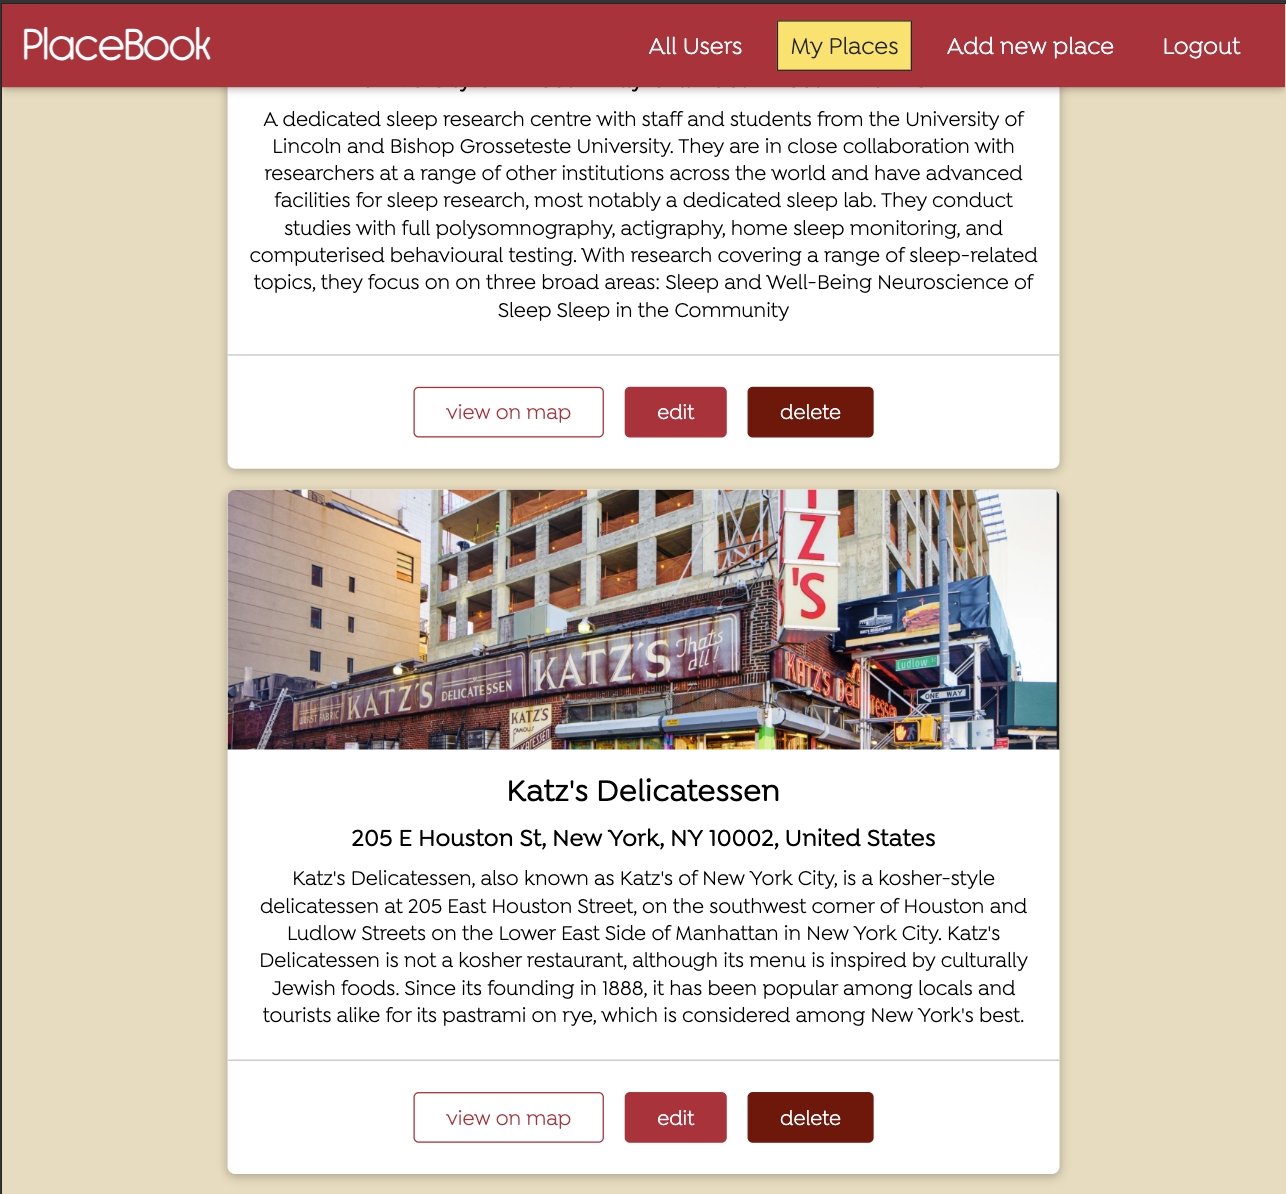 PlaceBook
All Users
My Places
Add new place
Logout
A dedicated sleep research centre with staff and students from the University of
Lincoln and Bishop Grosseteste University. They are in close collaboration with
researchers at a range of other institutions across the world and have advanced
facilities for sleep research, most notably a dedicated sleep lab. They conduct
studies with full polysomnography, actigraphy, home sleep monitoring, and
computerised behavioural testing. With research covering a range of sleep-related
topics, they focus on on three broad areas: Sleep and Well-Being Neuroscience of
Sleep Sleep in the Community
view on map
edit
delete
Z
'S
KATZ'S
DELICATESSEN
KATZ'S
That's
all!
KATZ'S
KATZ'S
Ludlow
ONE WAY
Katz's Delicatessen
205 E Houston St, New York, NY 10002, United States
Katz's Delicatessen, also known as Katz's of New York City, is a kosher-style
delicatessen at 205 East Houston Street, on the southwest corner of Houston and
Ludlow Streets on the Lower East Side of Manhattan in New York City. Katz's
Delicatessen is not a kosher restaurant, although its menu is inspired by culturally
Jewish foods. Since its founding in 1888, it has been popular among locals and
tourists alike for its pastrami on rye, which is considered among New York's best.
view on map
edit
delete